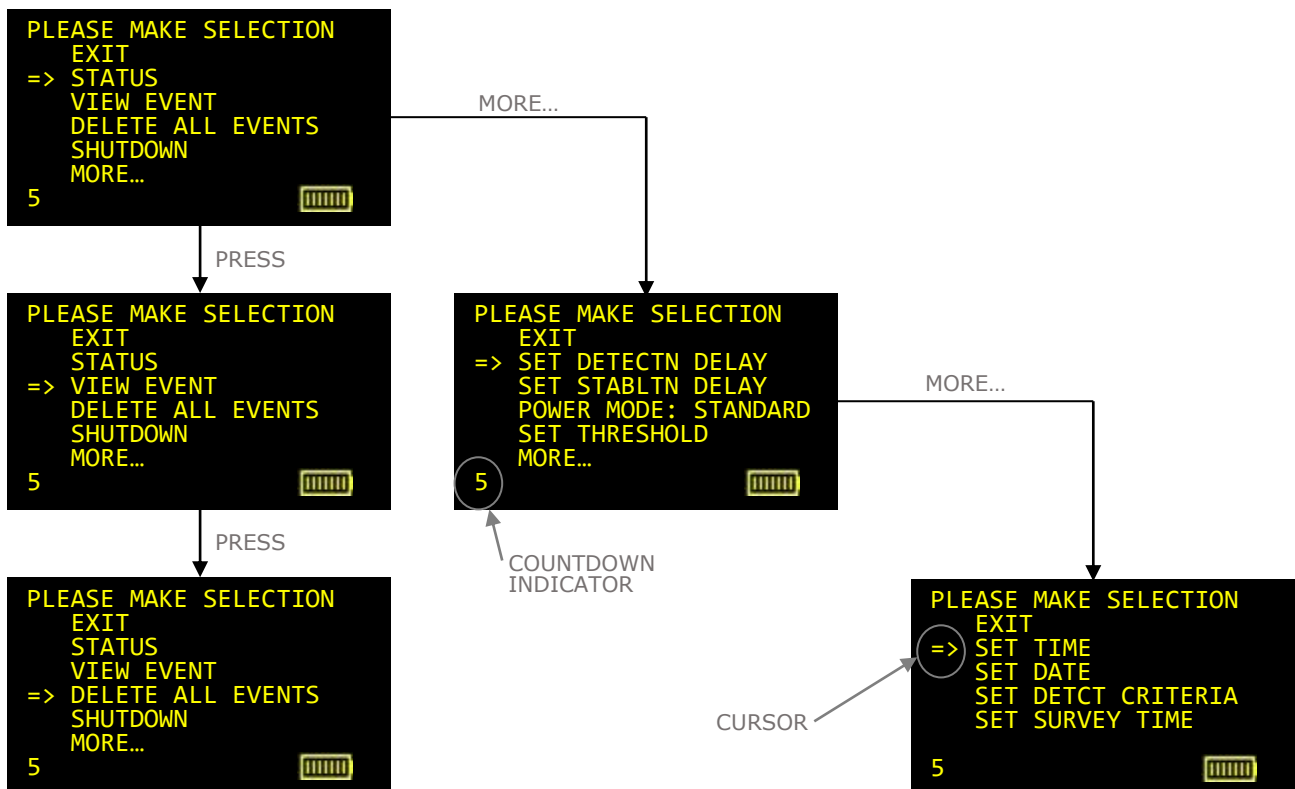 PLEASE MAKE SELECTION
EXIT
=> STATUS
VIEW EVENT
DELETE ALL EVENTS
SHUTDOWN
MORE…
5
MORE…
PRESS
PLEASE MAKE SELECTION
EXIT
STATUS
=> VIEW EVENT
DELETE ALL EVENTS
SHUTDOWN
MORE…
5
PLEASE MAKE SELECTION
EXIT
=> SET DETECTN DELAY
SET STABLTN DELAY
POWER MODE: STANDARD
SET THRESHOLD
MORE…
5
MORE…
PRESS
COUNTDOWN
INDICATOR
PLEASE MAKE SELECTION
EXIT
STATUS
VIEW EVENT
=> DELETE ALL EVENTS
SHUTDOWN
MORE…
5
CURSOR
PLEASE MAKE SELECTION
EXIT
=> SET TIME
SET DATE
SET DETCT CRITERIA
SET SURVEY TIME
5